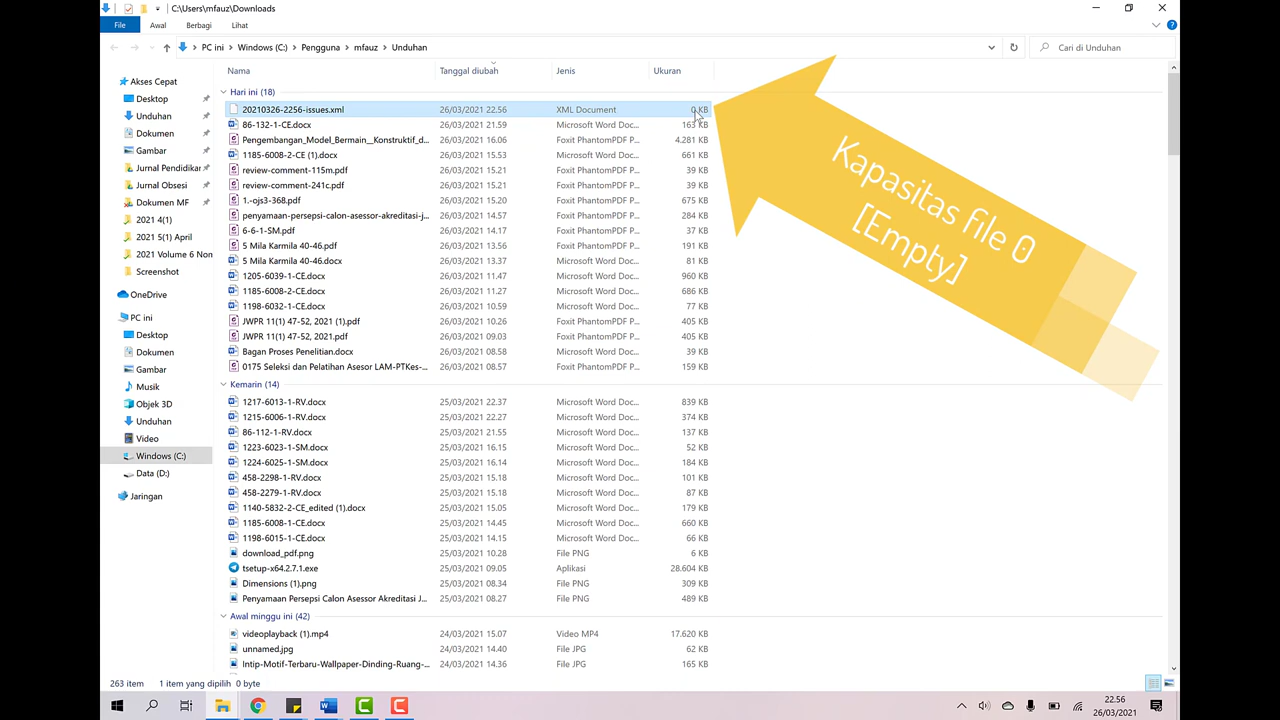 C:\Users\mfauz\Downloads
File Awal Berbagi Lihat
PC ini Windows (C:) Pengguna mfauz Unduhan
Cari di Unduhan
Nama Tanggal diubah Jenis Ukuran
Akses Cepat
Desktop
Unduhan
Dokumen
Gambar
Jurnal Pendidikan
Jurnal Obsesi
Dokumen MF
2021 4(1)
2021 5(1) April
2021 Volume 6 Non
Screenshot
OneDrive
PC ini
Desktop
Dokumen
Gambar
Musik
Objek 3D
Unduhan
Video
Windows (C:)
Data (D:)
Jaringan
Hari ini (18)
20210326-2256-issues.xml 26/03/2021 22.56 XML Document 0 KB
86-132-1-CE.docx 26/03/2021 21.59 Microsoft Word Doc... 163 KB
Pengembangan_Model_Bermain__Konstruktif_d... 26/03/2021 16.06 Foxit PhantomPDF P... 4.281 KB
1185-6008-2-CE (1).docx 26/03/2021 15.53 Microsoft Word Doc... 661 KB
review-comment-115m.pdf 26/03/2021 15.21 Foxit PhantomPDF P... 39 KB
review-comment-241c.pdf 26/03/2021 15.21 Foxit PhantomPDF P... 39 KB
1.-ojs3-368.pdf 26/03/2021 15.20 Foxit PhantomPDF P... 675 KB
penyamaan-persepsi-calon-asesor-akreditasi-j... 26/03/2021 14.57 Foxit PhantomPDF P... 284 KB
6-6-1-SM.pdf 26/03/2021 14.17 Foxit PhantomPDF P... 37 KB
5 Mila Karmila 40-46.pdf 26/03/2021 13.56 Foxit PhantomPDF P... 191 KB
5 Mila Karmila 40-46.docx 26/03/2021 13.37 Microsoft Word Doc... 81 KB
1205-6039-1-CE.docx 26/03/2021 11.47 Microsoft Word Doc... 960 KB
1185-6008-2-CE.docx 26/03/2021 11.27 Microsoft Word Doc... 686 KB
1198-6032-1-CE.docx 26/03/2021 10.59 Microsoft Word Doc... 77 KB
JWPR 11(1) 47-52, 2021 (1).pdf 26/03/2021 10.26 Foxit PhantomPDF P... 405 KB
JWPR 11(1) 47-52, 2021.pdf 26/03/2021 09.03 Foxit PhantomPDF P... 405 KB
Bagan Proses Penelitian.docx 26/03/2021 08.58 Microsoft Word Doc... 39 KB
0175 Seleksi dan Pelatihan Asesor LAM-PTKes-... 26/03/2021 08.57 Foxit PhantomPDF P... 159 KB
Kemarin (14)
1217-6013-1-RV.docx 25/03/2021 22.37 Microsoft Word Doc... 839 KB
1215-6006-1-RV.docx 25/03/2021 22.27 Microsoft Word Doc... 374 KB
86-112-1-RV.docx 25/03/2021 21.55 Microsoft Word Doc... 137 KB
1223-6023-1-SM.docx 25/03/2021 16.15 Microsoft Word Doc... 52 KB
1224-6025-1-SM.docx 25/03/2021 16.14 Microsoft Word Doc... 184 KB
458-2298-1-RV.docx 25/03/2021 15.18 Microsoft Word Doc... 101 KB
458-2279-1-RV.docx 25/03/2021 15.18 Microsoft Word Doc... 87 KB
1140-5832-2-CE_edited (1).docx 25/03/2021 15.05 Microsoft Word Doc... 179 KB
1185-6008-1-CE.docx 25/03/2021 14.45 Microsoft Word Doc... 660 KB
1198-6015-1-CE.docx 25/03/2021 14.15 Microsoft Word Doc... 66 KB
download_pdf.png 25/03/2021 10.28 File PNG 6 KB
tsetup-x64.2.7.1.exe 25/03/2021 09.05 Aplikasi 28.604 KB
Dimensions (1).png 25/03/2021 08.34 File PNG 309 KB
Penyamaan Persepsi Calon Asesor Akreditasi J... 25/03/2021 08.27 File PNG 489 KB
Awal minggu ini (42)
videoplayback (1).mp4 24/03/2021 15.07 Video MP4 17.620 KB
unnamed.jpg 24/03/2021 14.40 File JPG 62 KB
Intip-Motif-Terbaru-Wallpaper-Dinding-Ruang-... 24/03/2021 14.36 File JPG 165 KB
Kapasitas file 0
[Empty]
263 item 1 item yang dipilih 0 byte
22.56
26/03/2021